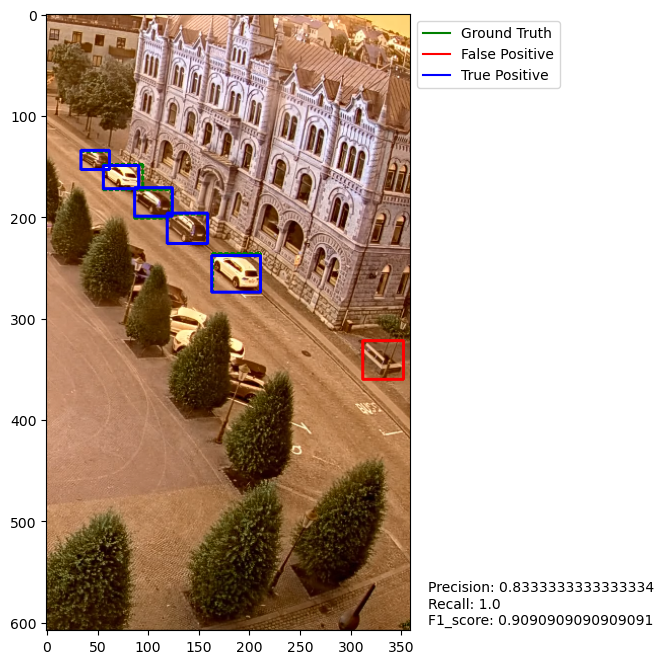 Ground Truth
False Positive
True Positive
0
100
200
300
400
500
600
0 50 100 150 200 250 300 350
Precision: 0.8333333333333334
Recall: 1.0
F1_score: 0.9090909090909091